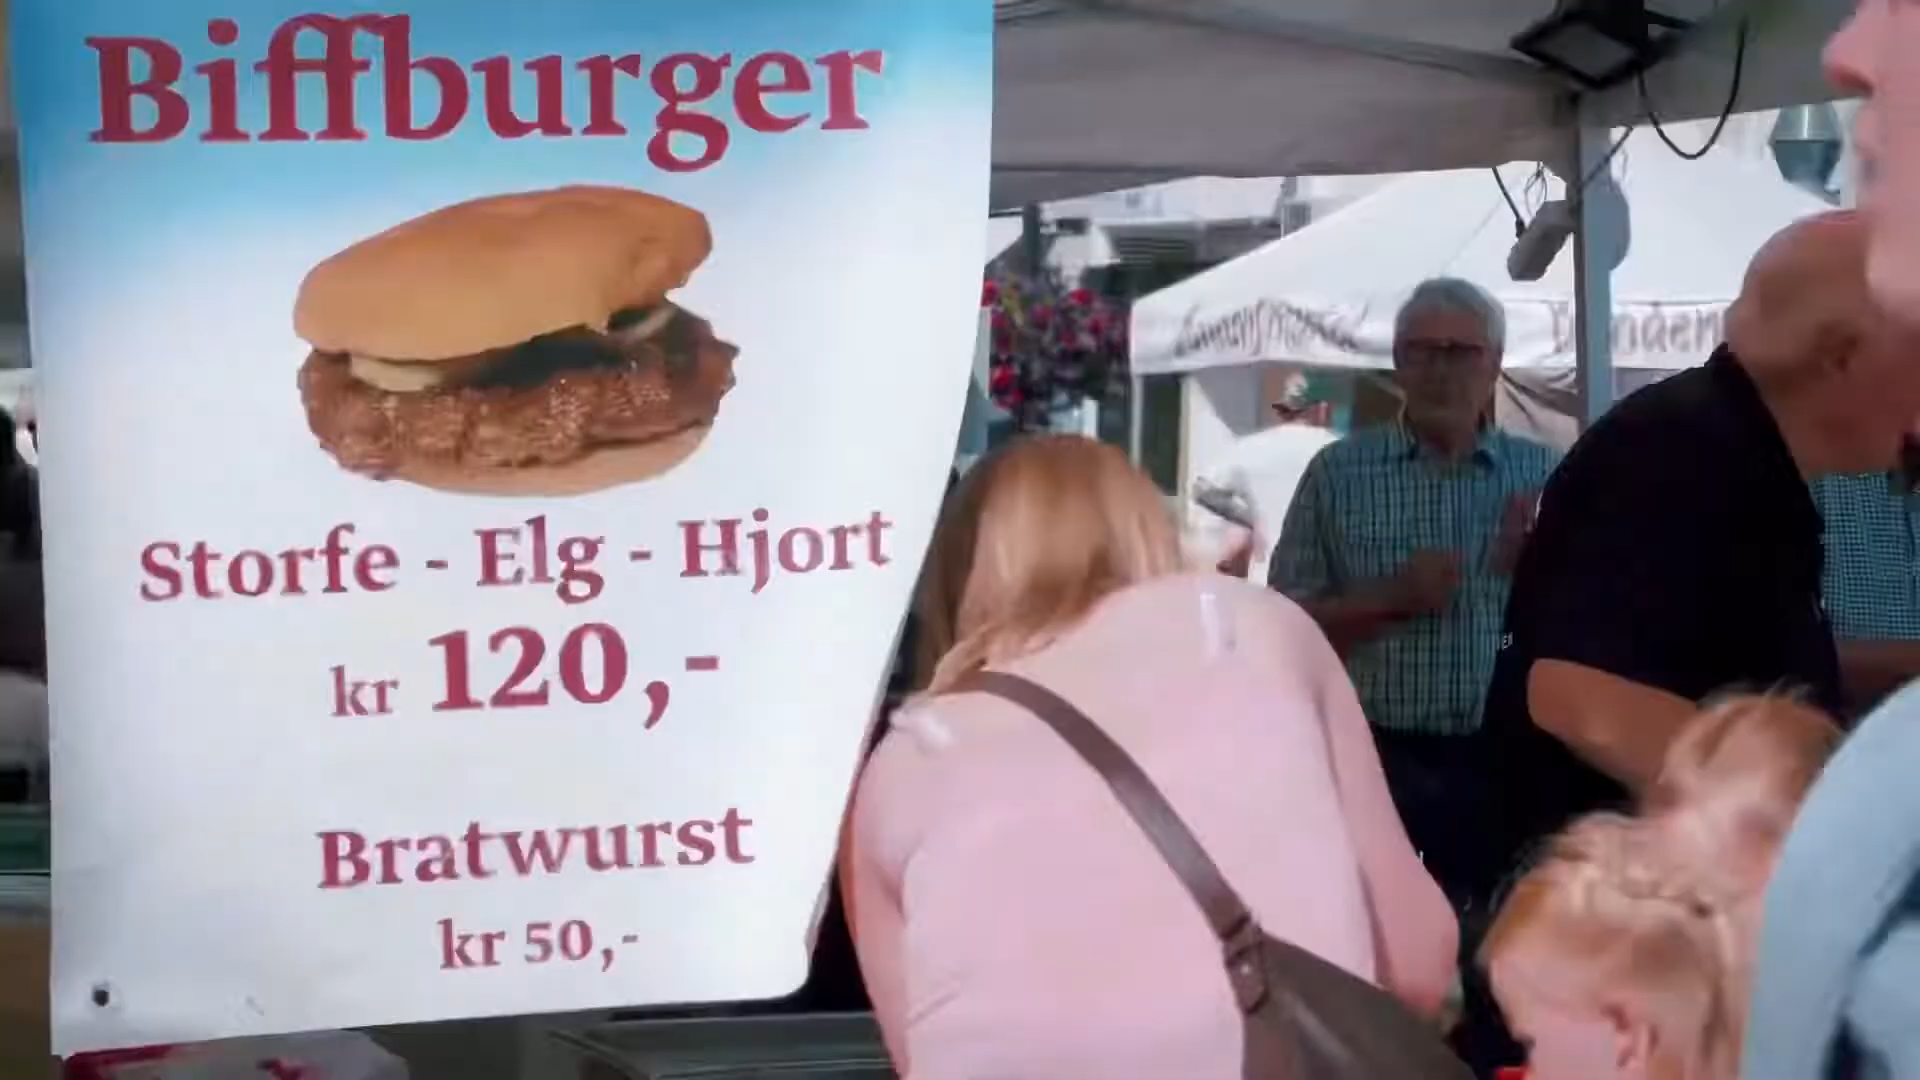 Biffburger
Storfe - Elg - Hjort
kr 120,-
Bratwurst
kr 50,-